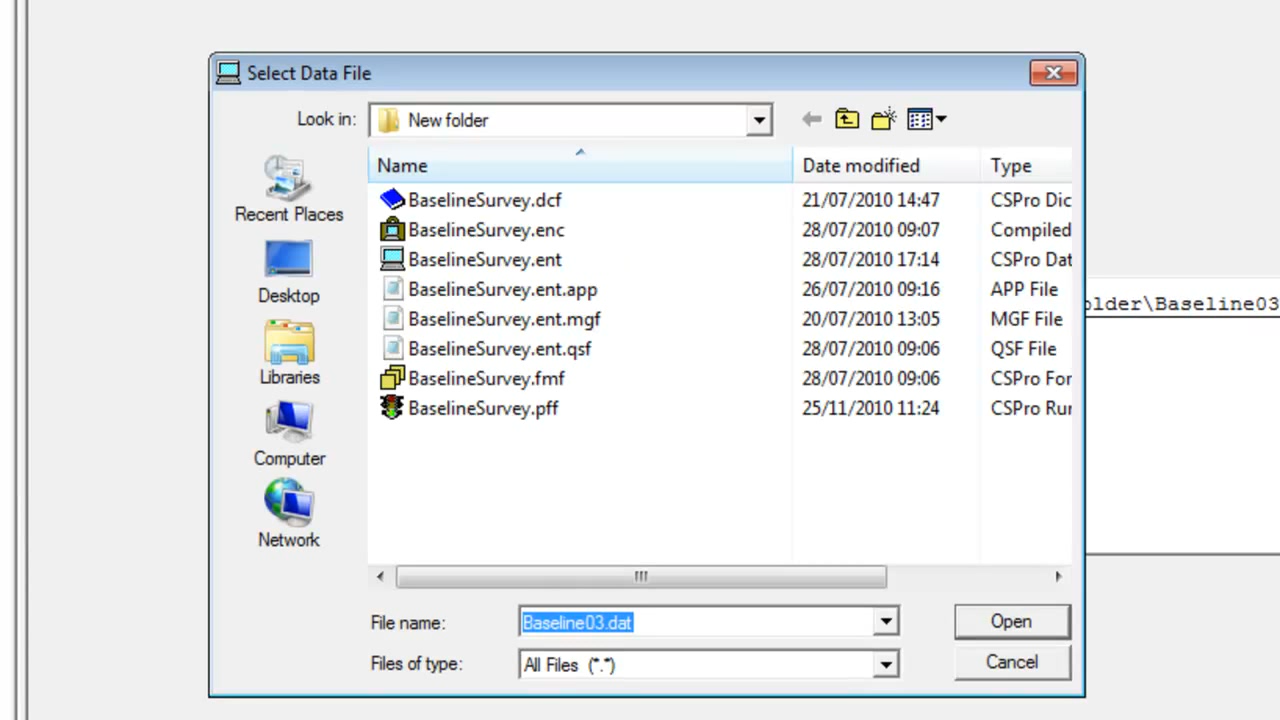 Select Data File
Look in: New folder
Name Date modified Type
BaselineSurvey.dcf 21/07/2010 14:47 CSPro Dic
BaselineSurvey.enc 28/07/2010 09:07 Compiled
BaselineSurvey.ent 28/07/2010 17:14 CSPro Dat
BaselineSurvey.ent.app 26/07/2010 09:16 APP File
BaselineSurvey.ent.mgf 20/07/2010 13:05 MGF File
BaselineSurvey.ent.qsf 28/07/2010 09:06 QSF File
BaselineSurvey.fmf 28/07/2010 09:06 CSPro For
BaselineSurvey.pff 25/11/2010 11:24 CSPro Rur
Recent Places
Desktop
Libraries
Computer
Network
older\Baseline03
File name: Baseline03.dat Open
Files of type: All Files (*.*) Cancel